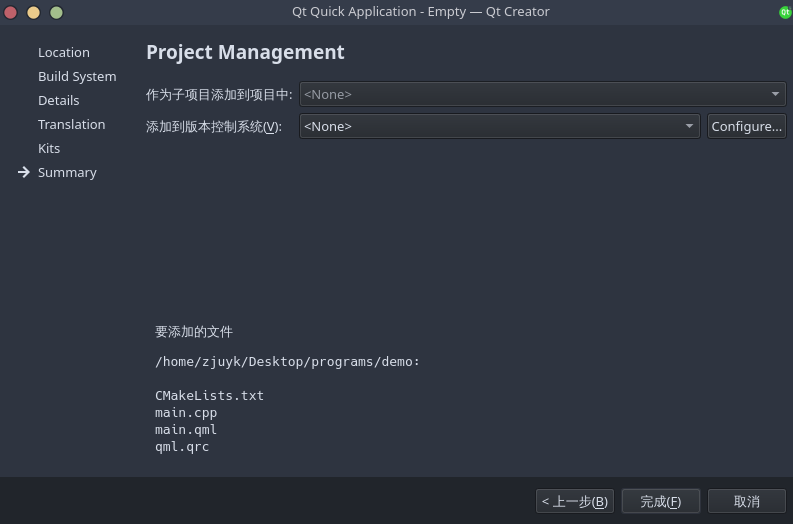 Qt Quick Application - Empty — Qt Creator
Qt
Location
Build System
Details
Translation
Kits
Summary
Project Management
作为子项目添加到项目中: <None>
添加到版本控制系统(V): <None> Configure...
要添加的文件
/home/zjuyk/Desktop/programs/demo:
CMakeLists.txt
main.cpp
main.qml
qml.qrc
< 上一步(B) 完成(F) 取消